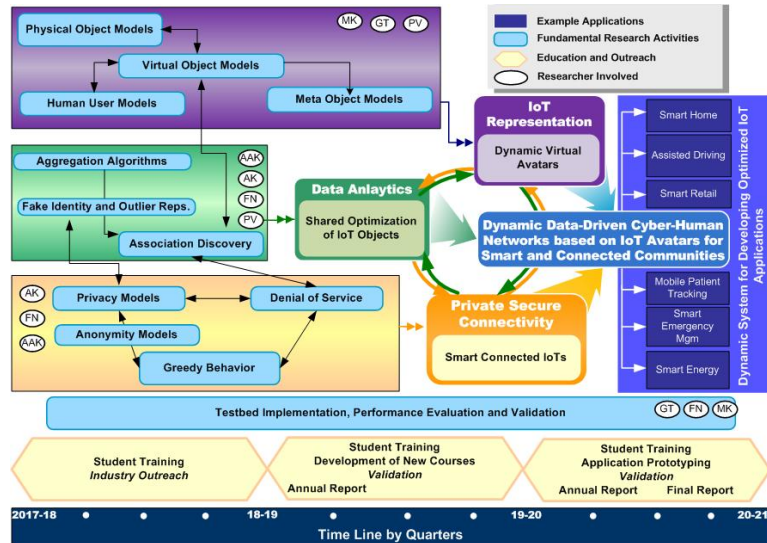 Physical Object Models
Virtual Object Models
Human User Models
Meta Object Models
MK
GT
PV
Example Applications
Fundamental Research Activities
Education and Outreach
Researcher Involved
Aggregation Algorithms
Fake Identity and Outlier Reps.
Association Discovery
AAK
AK
FN
PV
Privacy Models
Denial of Service
Anonymity Models
Greedy Behavior
AK
FN
AAK
IoT
Representation
Dynamic Virtual
Avatars
Data Anlaytics
Shared Optimization
of IoT Objects
Dynamic Data-Driven Cyber-Human
Networks based on IoT Avatars for
Smart and Connected Communities
Private Secure
Connectivity
Smart Connected IoTs
Smart Home
Assisted Driving
Smart Retail
Mobile Patient
Tracking
Smart
Emergency
Mgm
Smart Energy
Dynamic System for Developing Optimized IoT
Applications
Testbed Implementation, Performance Evaluation and Validation
GT
FN
MK
Student Training
Industry Outreach
Student Training
Development of New Courses
Validation
Annual Report
Student Training
Application Prototyping
Validation
Annual Report Final Report
2017-18 18-19 19-20 20-21
Time Line by Quarters